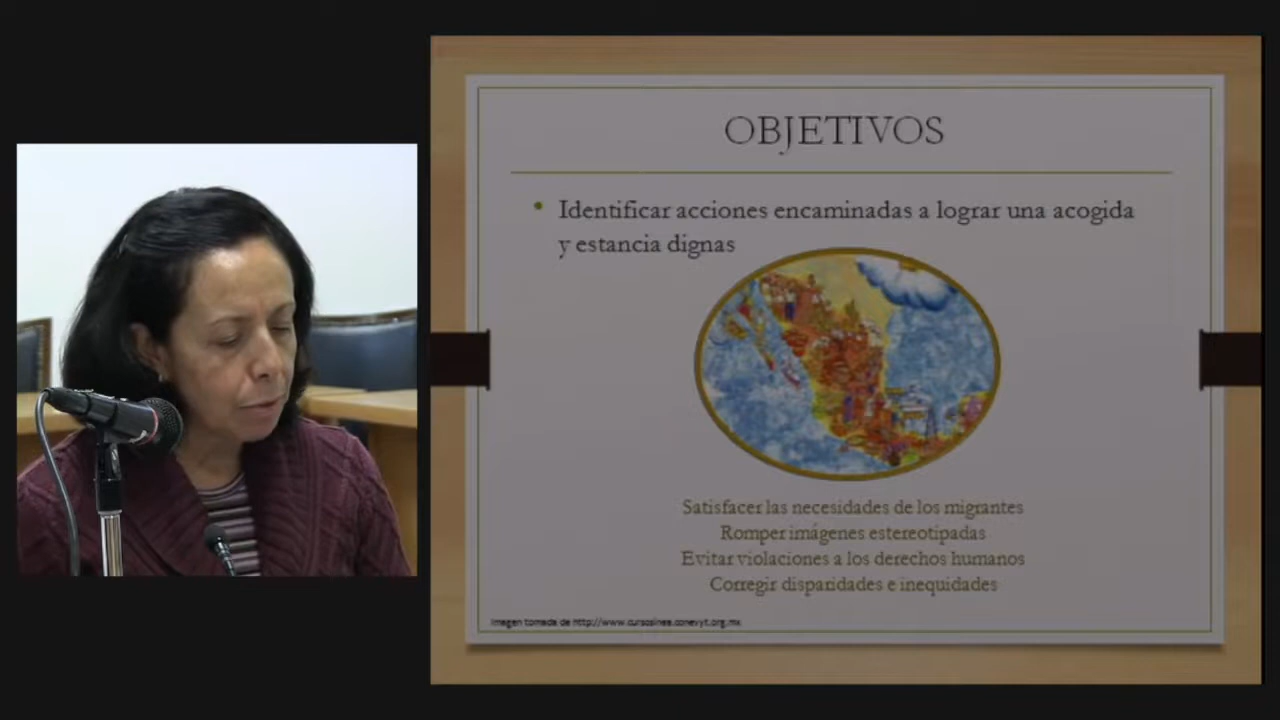 OBJETIVOS
• Identificar acciones encaminadas a lograr una acogida
y estancia dignas
Satisfacer las necesidades de los migrantes
Romper imágenes estereotipadas
Evitar violaciones a los derechos humanos
Corregir disparidades e inequidades
Imagen tomada de http://www.cursosinea.conevyt.org.mx